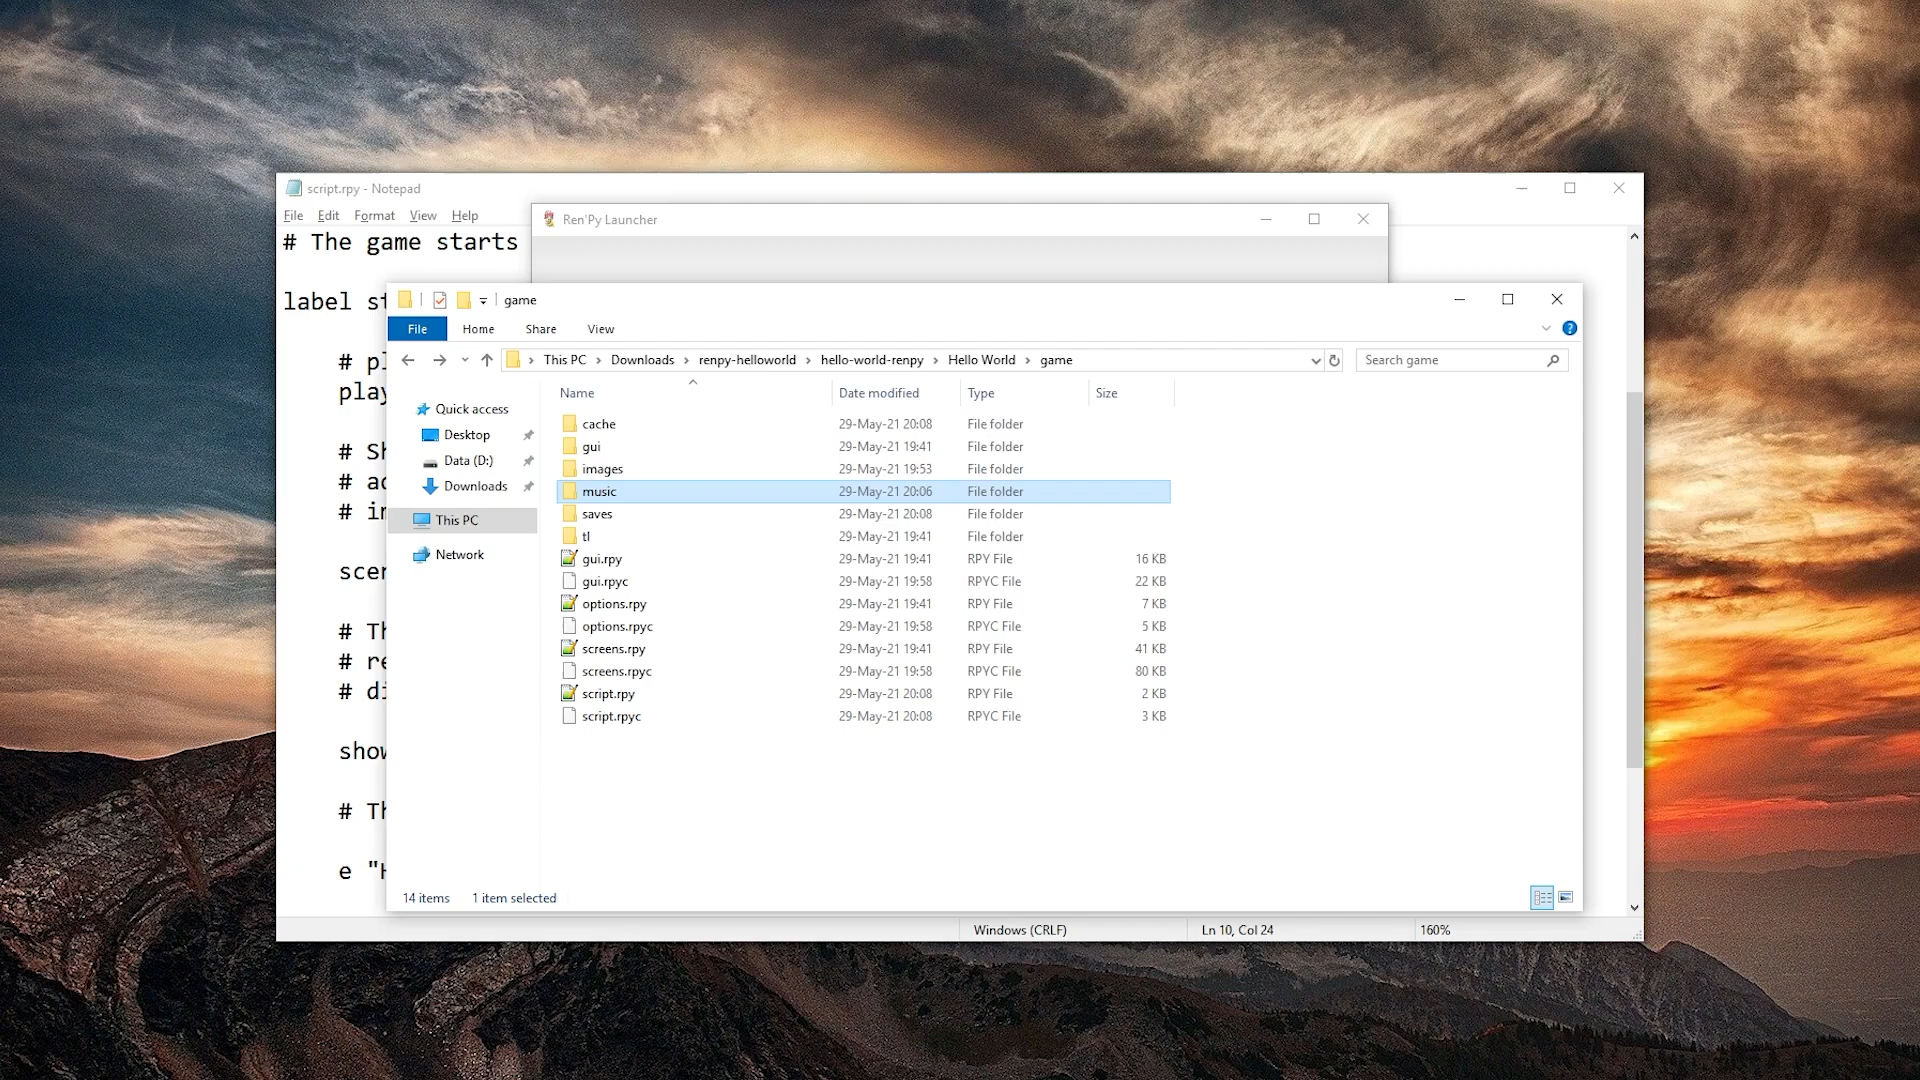 script.rpy - Notepad
File Edit Format View Help
Ren'Py Launcher
# The game starts
label
game
File Home Share View
This PC Downloads renpy-helloworld hello-world-renpy Hello World game
Search game
Name Date modified Type Size
Quick access
Desktop
Data (D:)
Downloads
This PC
Network
cache 29-May-21 20:08 File folder
gui 29-May-21 19:41 File folder
images 29-May-21 19:53 File folder
music 29-May-21 20:06 File folder
saves 29-May-21 20:08 File folder
tl 29-May-21 19:41 File folder
gui.rpy 29-May-21 19:41 RPY File 16 KB
gui.rpyc 29-May-21 19:58 RPYC File 22 KB
options.rpy 29-May-21 19:41 RPY File 7 KB
options.rpyc 29-May-21 19:58 RPYC File 5 KB
screens.rpy 29-May-21 19:41 RPY File 41 KB
screens.rpyc 29-May-21 19:58 RPYC File 80 KB
script.rpy 29-May-21 20:08 RPY File 2 KB
script.rpyc 29-May-21 20:08 RPYC File 3 KB
play
show
e
14 items 1 item selected
Windows (CRLF) Ln 10, Col 24 160%